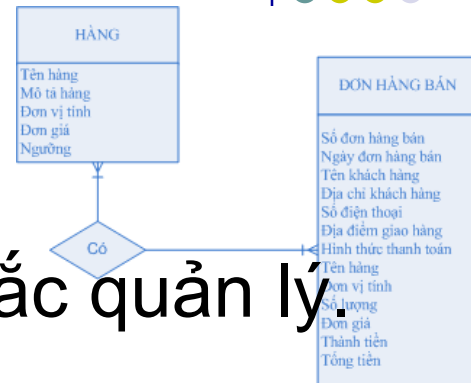 HÀNG
Tên hàng
Mô tả hàng
Đơn vị tính
Đơn giá
Ngưỡng
ĐƠN HÀNG BÁN
Số đơn hàng bán
Ngày đơn hàng bán
Tên khách hàng
Địa chỉ khách hàng
Số điện thoại
Địa điểm giao hàng
Hình thức thanh toán
Tên hàng
Đơn vị tính
Số lượng
Đơn giá
Thành tiền
Tổng tiền
Có
ắc quản lý.